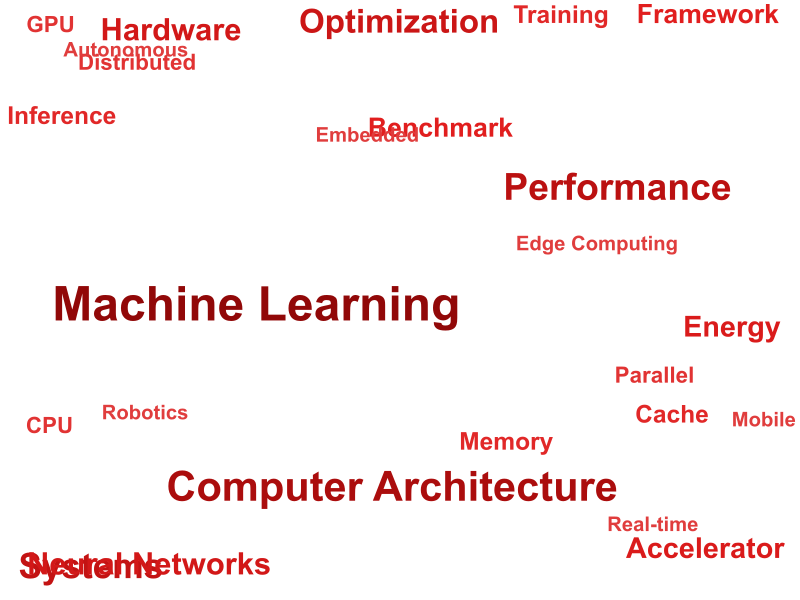 GPU
Hardware
Optimization
Training
Framework
Autonomous
Distributed
Inference
Embedded
Benchmark
Performance
Edge Computing
Machine Learning
Energy
Parallel
Robotics
Cache
Mobile
CPU
Memory
Computer Architecture
Real-time
Accelerator
Systems
Neural Networks